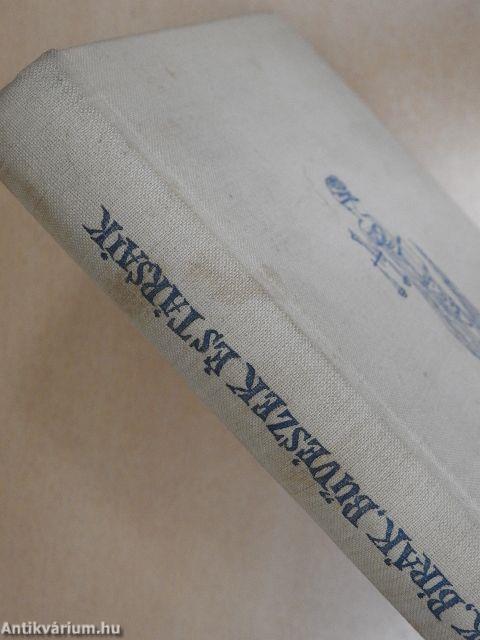 K, BÍRÁK, BŰVÉSZEK ÉS TÁRSAIK
Antikvárium.hu